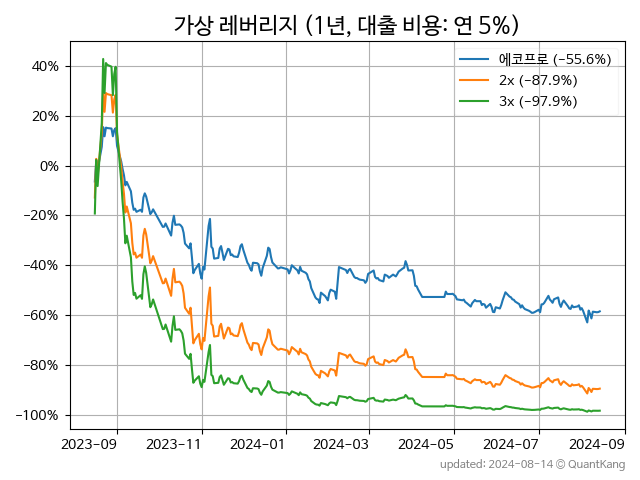 가상 레버리지 (1년, 대출 비용: 연 5%)
에코프로 (-55.6%)
2x (-87.9%)
3x (-97.9%)
40%
20%
0%
−20%
−40%
−60%
−80%
−100%
2023-09 2023-11 2024-01 2024-03 2024-05 2024-07 2024-09
updated: 2024-08-14 © QuantKang